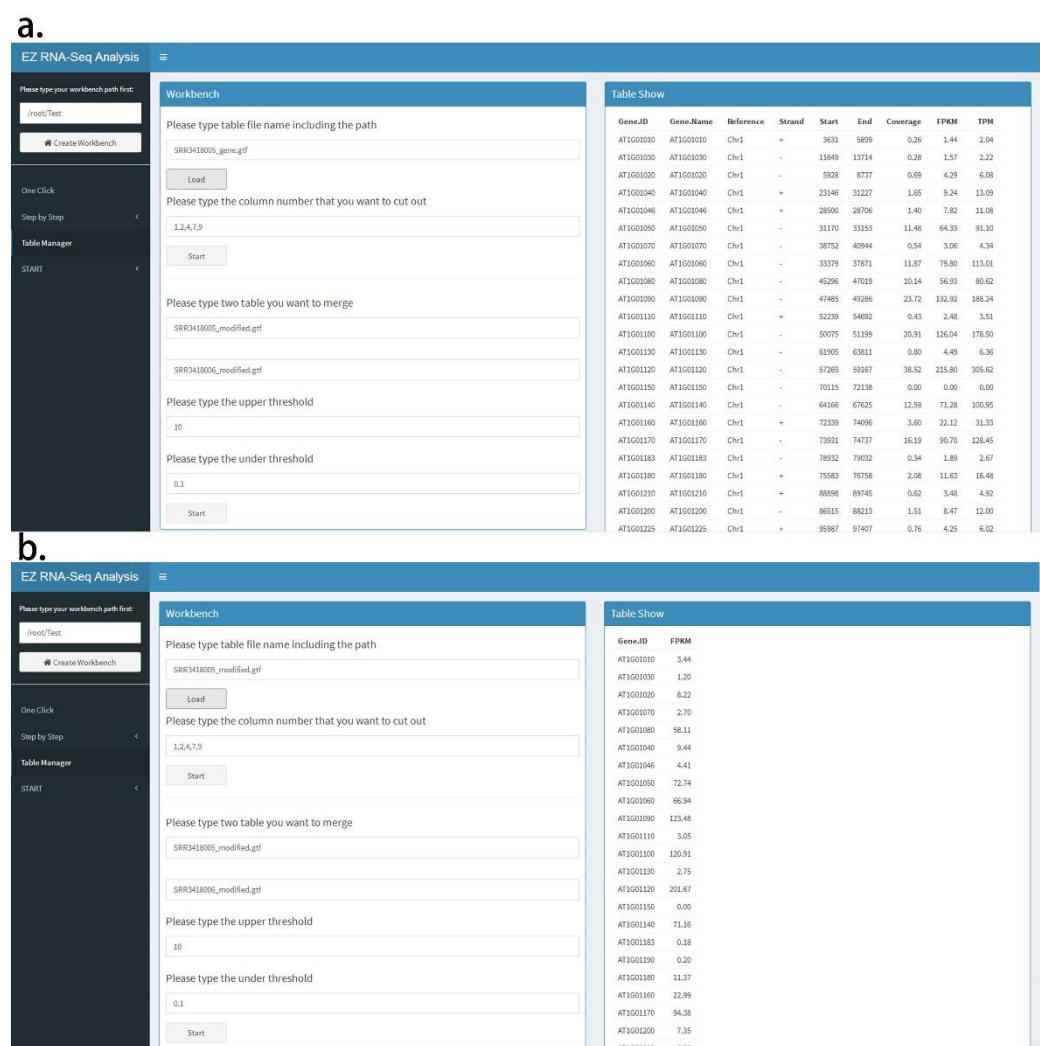 a.
EZ RNA-Seq Analysis
Please type your workbench path first:
/root/Test
Create Workbench
One Click
Step by Step
Table Manager
START
Workbench
Please type table file name including the path
SRR3418005_gene.gtf
Load
Please type the column number that you want to cut out
1,2,4,7,9
Start
Please type two table you want to merge
SRR3418005_modified.gtf
SRR3418006_modified.gtf
Please type the upper threshold
10
Please type the under threshold
0.1
Start
Table Show
Gene.ID Gene.Name Reference Strand Start End Coverage FPKM TPM
AT1G01010 AT1G01010 Chr1 + 3631 5899 0.26 1.44 2.04
AT1G01030 AT1G01030 Chr1 - 11649 13714 0.28 1.57 2.22
AT1G01020 AT1G01020 Chr1 - 5928 8737 0.69 4.29 6.08
AT1G01040 AT1G01040 Chr1 + 23146 31227 1.65 9.24 13.09
AT1G01046 AT1G01046 Chr1 + 28500 28706 1.40 7.82 11.08
AT1G01050 AT1G01050 Chr1 - 31170 33153 11.48 64.33 91.10
AT1G01070 AT1G01070 Chr1 - 38752 40944 0.54 3.06 4.34
AT1G01060 AT1G01060 Chr1 - 33379 37871 11.87 79.80 113.01
AT1G01080 AT1G01080 Chr1 - 45296 47019 10.14 56.93 80.62
AT1G01090 AT1G01090 Chr1 - 47485 49286 23.72 132.92 188.24
AT1G01110 AT1G01110 Chr1 + 52239 54692 0.43 2.48 3.51
AT1G01100 AT1G01100 Chr1 - 50075 51199 20.91 126.04 178.50
AT1G01130 AT1G01130 Chr1 - 61905 63811 0.80 4.49 6.36
AT1G01120 AT1G01120 Chr1 - 57269 59167 38.52 215.80 305.62
AT1G01150 AT1G01150 Chr1 - 70115 72138 0.00 0.00 0.00
AT1G01140 AT1G01140 Chr1 - 64166 67625 12.59 71.28 100.95
AT1G01160 AT1G01160 Chr1 + 72339 74096 3.60 22.12 31.33
AT1G01170 AT1G01170 Chr1 - 73931 74737 16.19 90.70 128.45
AT1G01183 AT1G01183 Chr1 - 78932 79032 0.34 1.89 2.67
AT1G01180 AT1G01180 Chr1 + 75583 76758 2.08 11.63 16.48
AT1G01210 AT1G01210 Chr1 + 88898 89745 0.62 3.48 4.92
AT1G01200 AT1G01200 Chr1 - 86515 88213 1.51 8.47 12.00
AT1G01225 AT1G01225 Chr1 + 95987 97407 0.76 4.25 6.02
b.
EZ RNA-Seq Analysis
Please type your workbench path first:
/root/Test
Create Workbench
One Click
Step by Step
Table Manager
START
Workbench
Please type table file name including the path
SRR3418005_modified.gtf
Load
Please type the column number that you want to cut out
1,2,4,7,9
Start
Please type two table you want to merge
SRR3418005_modified.gtf
SRR3418006_modified.gtf
Please type the upper threshold
10
Please type the under threshold
0.1
Start
Table Show
Gene.ID FPKM
AT1G01010 3.44
AT1G01030 1.20
AT1G01020 8.22
AT1G01070 2.70
AT1G01080 58.11
AT1G01040 9.44
AT1G01046 4.41
AT1G01050 72.74
AT1G01060 66.94
AT1G01090 123.48
AT1G01110 3.05
AT1G01100 120.91
AT1G01130 2.75
AT1G01120 201.67
AT1G01150 0.00
AT1G01140 71.16
AT1G01183 0.18
AT1G01190 0.20
AT1G01180 11.37
AT1G01160 22.99
AT1G01170 94.38
AT1G01200 7.35